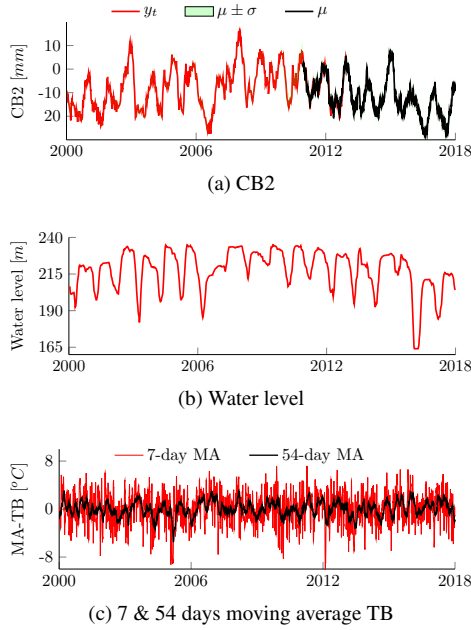 y_t μ ± σ μ
CB2 [mm]
10
0
-10
20
2000 2006 2012 2018
(a) CB2
Water level [m]
240
215
190
165
2000 2006 2012 2018
(b) Water level
7-day MA 54-day MA
MA-TB [°C]
8
0
-8
2000 2006 2012 2018
(c) 7 & 54 days moving average TB